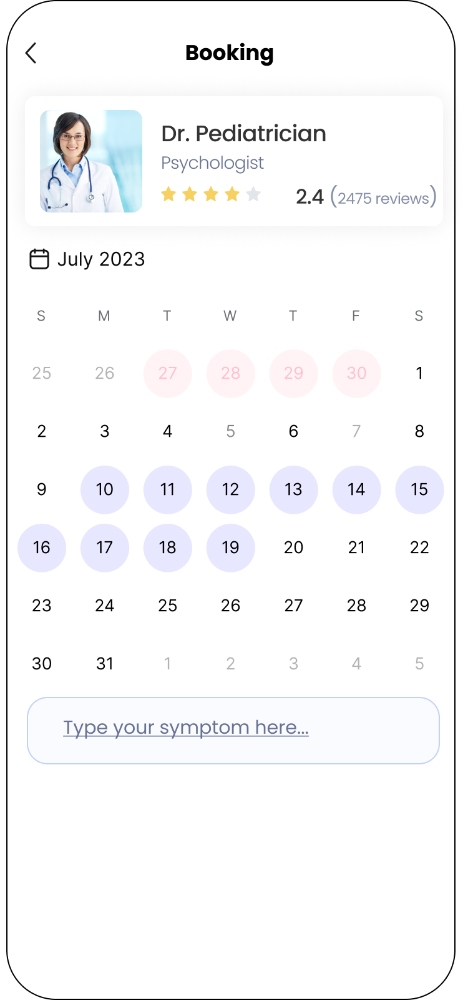 Booking
Dr. Pediatrician
Psychologist
2.4 (2475 reviews)
July 2023
S M T W T F S
25 26 27 28 29 30 1
2 3 4 5 6 7 8
9 10 11 12 13 14 15
16 17 18 19 20 21 22
23 24 25 26 27 28 29
30 31 1 2 3 4 5
Type your symptom here...